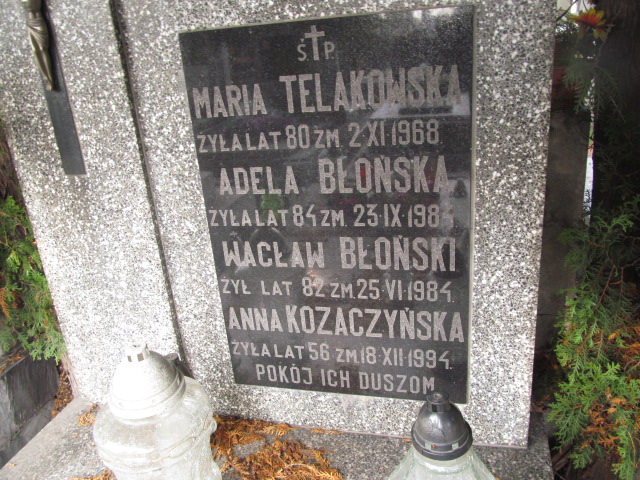 Ś.P.
MARIA TELAKOWSKA
ŻYŁA LAT 80 ZM. 2 XI 1968
ADELA BŁOŃSKA
ŻYŁA LAT 84 ZM. 23 IX 1984
WACŁAW BŁOŃSKI
ŻYŁ LAT 82 ZM. 25 VI 1984.
ANNA KOZACZYŃSKA
ŻYŁA LAT 56 ZM 18 XII 1994.
POKÓJ ICH DUSZOM